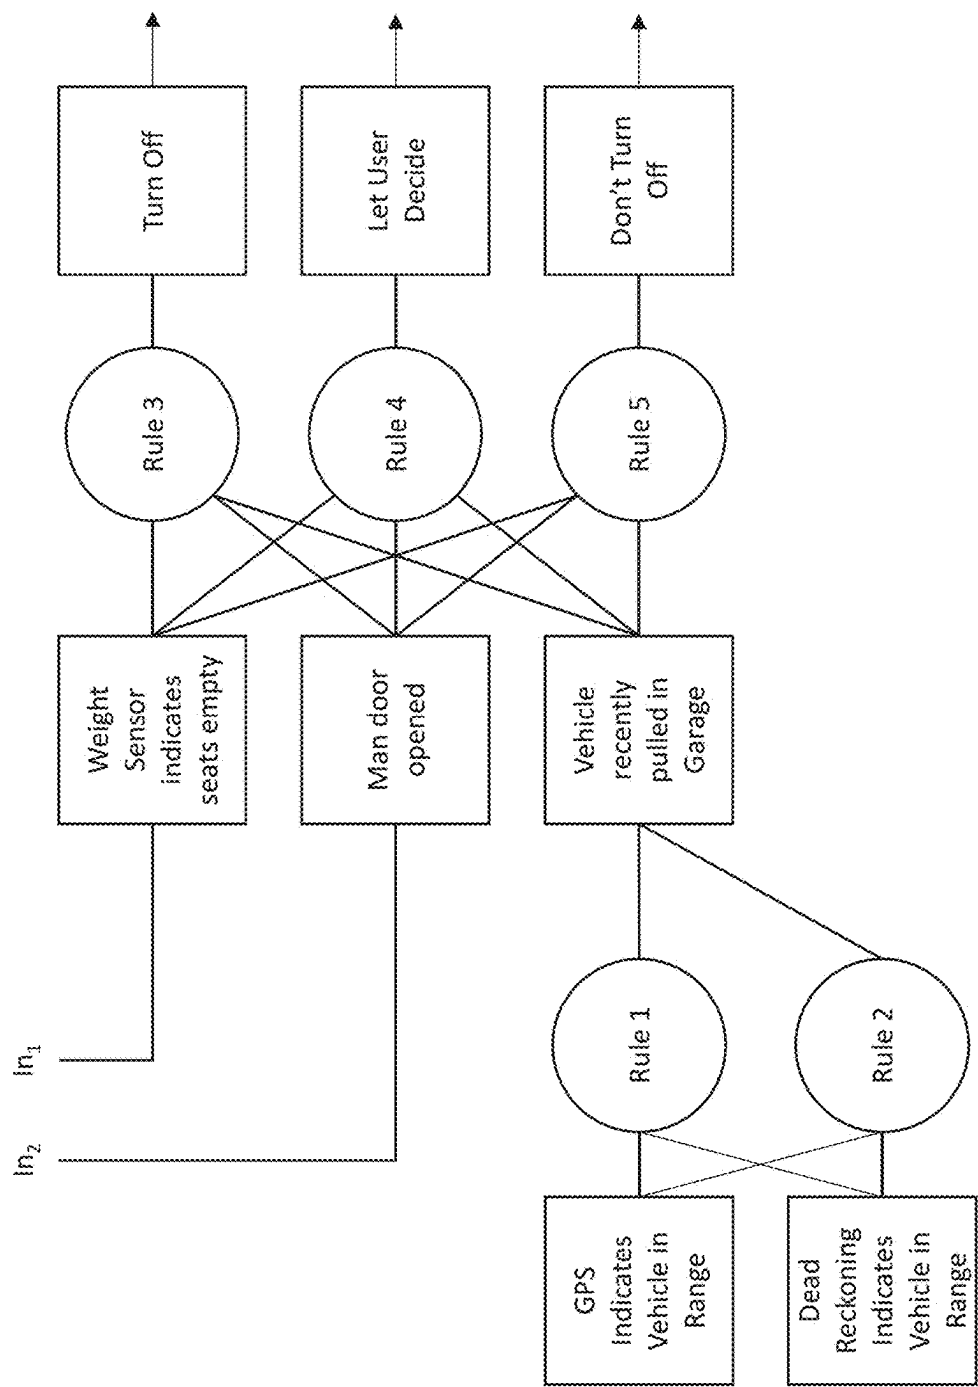 In₁
In₂
Weight
Sensor
indicates
seats empty
Man door
opened
GPS
Indicates
Vehicle in
Range
Dead
Reckoning
Indicates
Vehicle in
Range
Rule 1
Rule 2
Vehicle
recently
pulled in
Garage
Rule 3
Rule 4
Rule 5
Turn Off
Let User
Decide
Don't Turn
Off